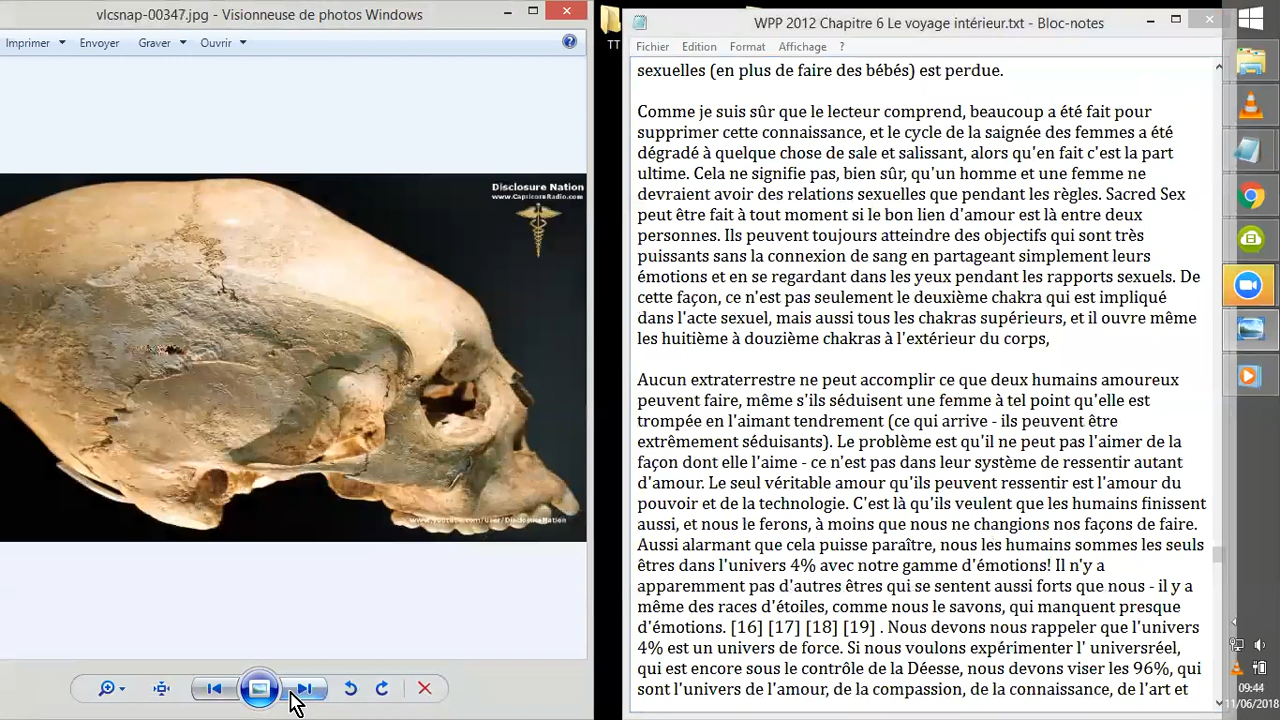 vlcsnap-00347.jpg - Visionneuse de photos Windows
Imprimer
Envoyer
Graver
Ouvrir
Disclosure Nation
www.CapricornRadio.com
www.youtube.com/user/DisclosureNation
TT
WPP 2012 Chapitre 6 Le voyage intérieur.txt - Bloc-notes
Fichier Edition Format Affichage ?
sexuelles (en plus de faire des bébés) est perdue.
Comme je suis sûr que le lecteur comprend, beaucoup a été fait pour
supprimer cette connaissance, et le cycle de la saignée des femmes a été
dégradé à quelque chose de sale et salissant, alors qu'en fait c'est la part
ultime. Cela ne signifie pas, bien sûr, qu'un homme et une femme ne
devraient avoir des relations sexuelles que pendant les règles. Sacred Sex
peut être fait à tout moment si le bon lien d'amour est là entre deux
personnes. Ils peuvent toujours atteindre des objectifs qui sont très
puissants sans la connexion de sang en partageant simplement leurs
émotions et en se regardant dans les yeux pendant les rapports sexuels. De
cette façon, ce n'est pas seulement le deuxième chakra qui est impliqué
dans l'acte sexuel, mais aussi tous les chakras supérieurs, et il ouvre même
les huitième à douzième chakras à l'extérieur du corps,
Aucun extraterrestre ne peut accomplir ce que deux humains amoureux
peuvent faire, même s'ils séduisent une femme à tel point qu'elle est
trompée en l'aimant tendrement (ce qui arrive - ils peuvent être
extrêmement séduisants). Le problème est qu'il ne peut pas l'aimer de la
façon dont elle l'aime - ce n'est pas dans leur système de ressentir autant
d'amour. Le seul véritable amour qu'ils peuvent ressentir est l'amour du
pouvoir et de la technologie. C'est là qu'ils veulent que les humains finissent
aussi, et nous le ferons, à moins que nous ne changions nos façons de faire.
Aussi alarmant que cela puisse paraître, nous les humains sommes les seuls
êtres dans l'univers 4% avec notre gamme d'émotions! Il n'y a
apparemment pas d'autres êtres qui se sentent aussi forts que nous - il y a
même des races d'étoiles, comme nous le savons, qui manquent presque
d'émotions. [16] [17] [18] [19] . Nous devons nous rappeler que l'univers
4% est un univers de force. Si nous voulons expérimenter l' universréel,
qui est encore sous le contrôle de la Déesse, nous devons viser les 96%, qui
sont l'univers de l'amour, de la compassion, de la connaissance, de l'art et
09:44
11/06/2018